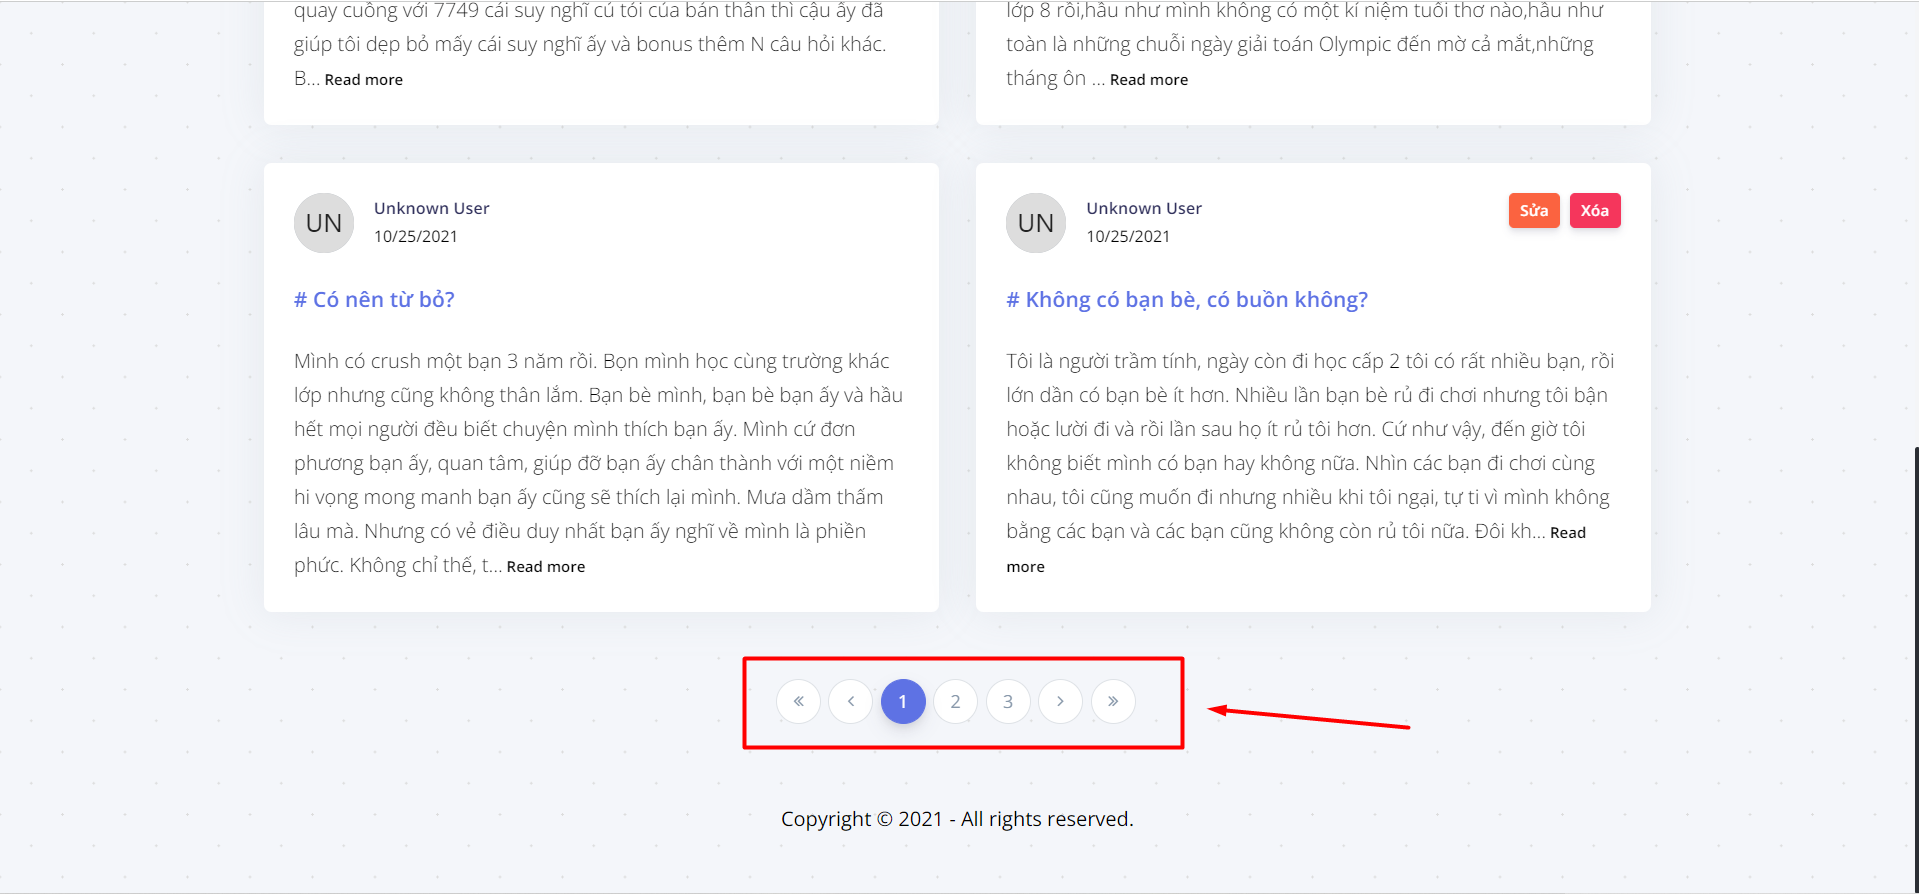 quay cuồng với 7749 cái suy nghĩ củ tỏi của bản thân thì cậu ấy đã
giúp tôi dẹp bỏ mấy cái suy nghĩ ấy và bonus thêm N câu hỏi khác.
B... Read more
lớp 8 rồi,hầu như mình không có một kỉ niệm tuổi thơ nào,hầu như
toàn là những chuỗi ngày giải toán Olympic đến mờ cả mắt,những
tháng ôn ... Read more
UN
Unknown User
10/25/2021
# Có nên từ bỏ?
Mình có crush một bạn 3 năm rồi. Bọn mình học cùng trường khác
lớp nhưng cũng không thân lắm. Bạn bè mình, bạn bè bạn ấy và hầu
hết mọi người đều biết chuyện mình thích bạn ấy. Mình cứ đơn
phương bạn ấy, quan tâm, giúp đỡ bạn ấy chân thành với một niềm
hi vọng mong manh bạn ấy cũng sẽ thích lại mình. Mưa dầm thấm
lâu mà. Nhưng có vẻ điều duy nhất bạn ấy nghĩ về mình là phiền
phức. Không chỉ thế, t... Read more
UN
Unknown User
10/25/2021
Sửa
Xóa
# Không có bạn bè, có buồn không?
Tôi là người trầm tính, ngày còn đi học cấp 2 tôi có rất nhiều bạn, rồi
lớn dần có bạn bè ít hơn. Nhiều lần bạn bè rủ đi chơi nhưng tôi bận
hoặc lười đi và rồi lần sau họ ít rủ tôi hơn. Cứ như vậy, đến giờ tôi
không biết mình có bạn hay không nữa. Nhìn các bạn đi chơi cùng
nhau, tôi cũng muốn đi nhưng nhiều khi tôi ngại, tự ti vì mình không
bằng các bạn và các bạn cũng không còn rủ tôi nữa. Đôi kh... Read
more
« ‹ 1 2 3 › »
Copyright © 2021 - All rights reserved.